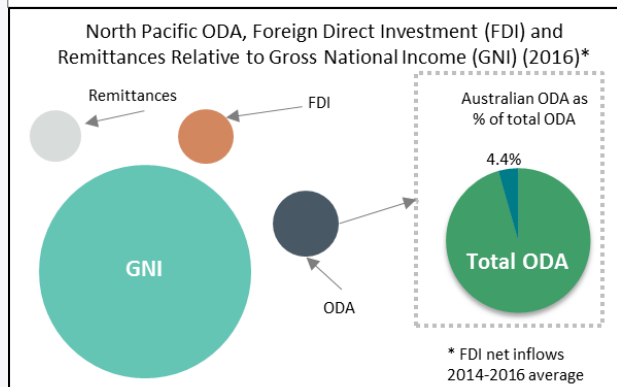 North Pacific ODA, Foreign Direct Investment (FDI) and
Remittances Relative to Gross National Income (GNI) (2016)*
Remittances
FDI
Australian ODA as
% of total ODA
4.4%
GNI
Total ODA
ODA
* FDI net inflows
2014-2016 average